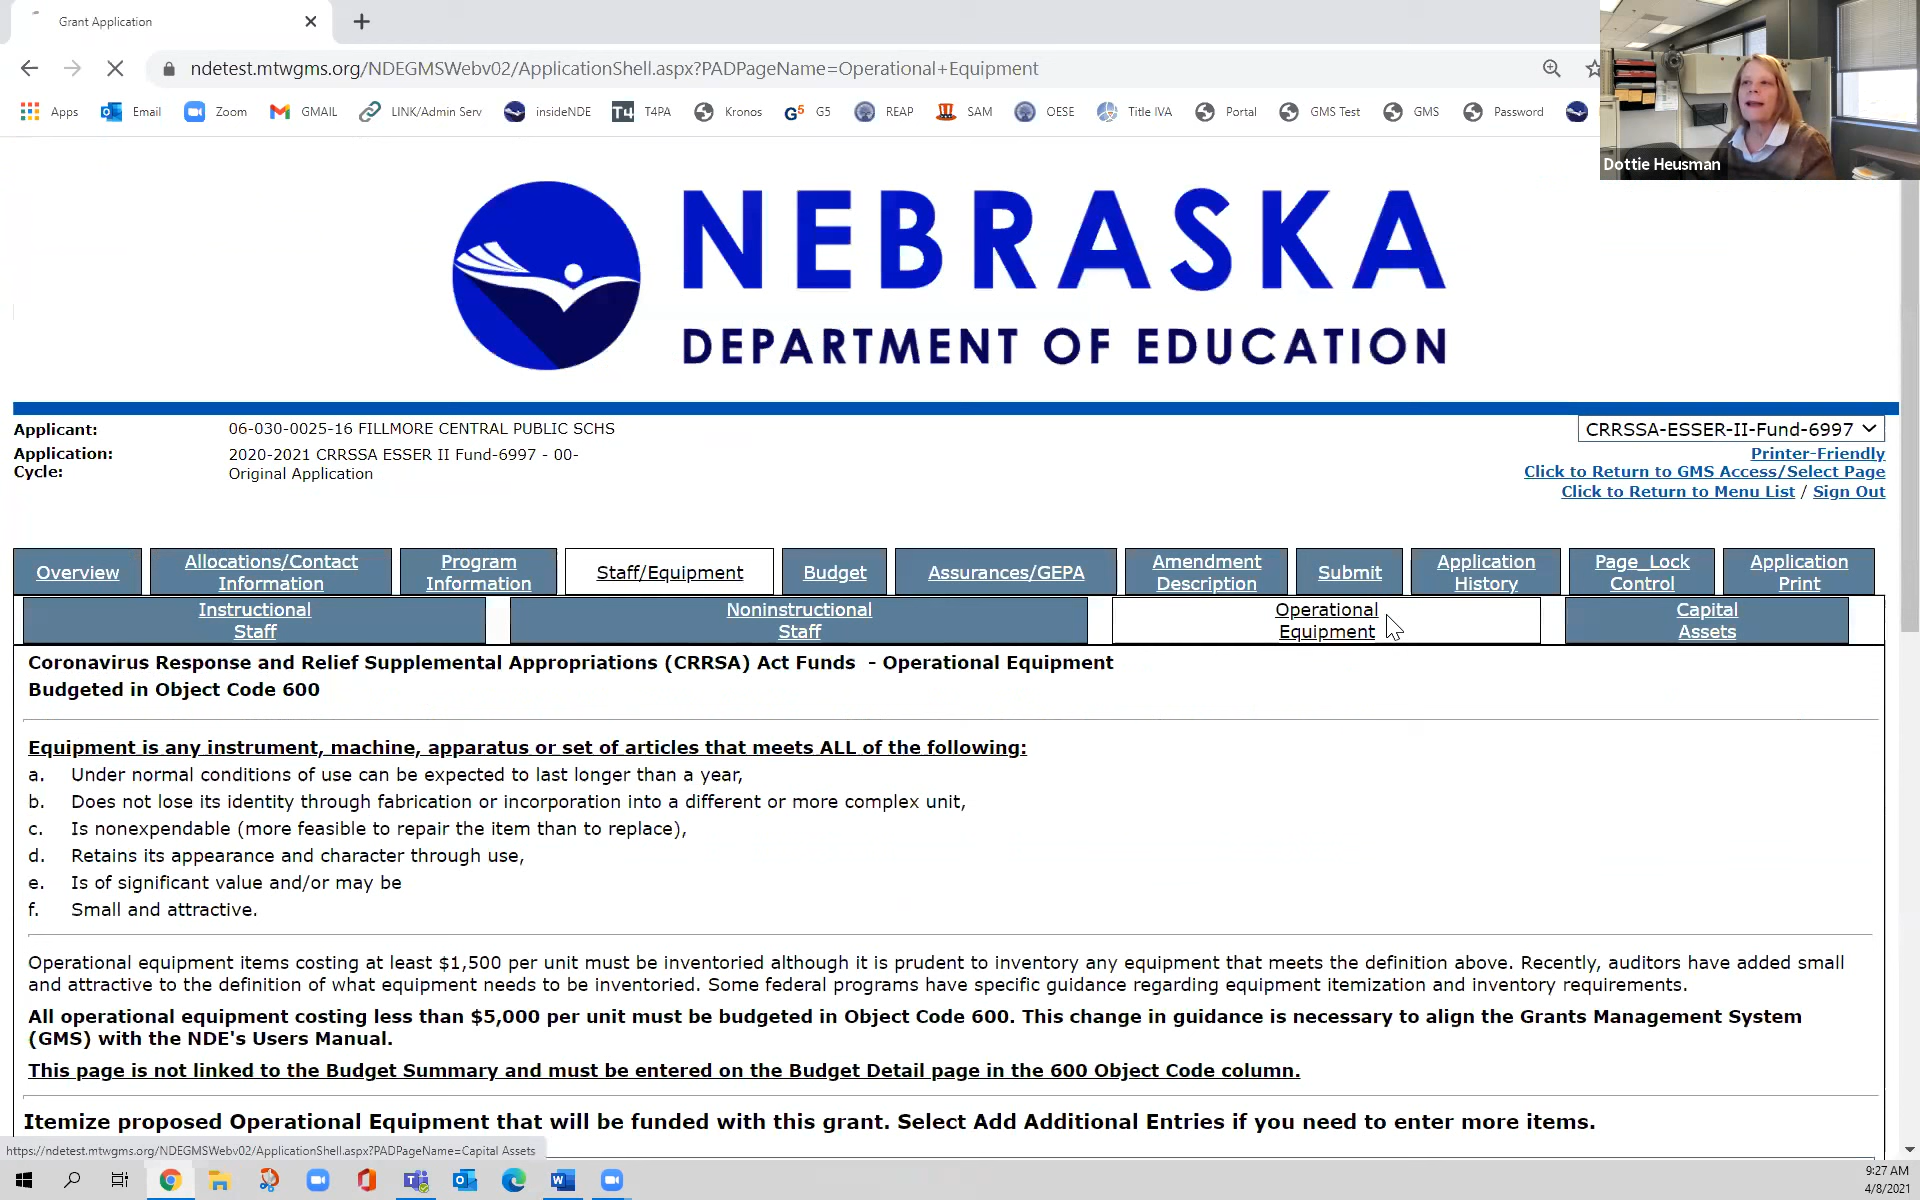 Grant Application
ndetest.mtwgms.org/NDEGMSWebv02/ApplicationShell.aspx?PADPageName=Operational+Equipment
Apps Email Zoom GMAIL LINK/Admin Serv insideNDE T4 T4PA Kronos G5 G5 REAP SAM OESE Title IVA Portal GMS Test GMS Password
Dottie Heusman
NEBRASKA
DEPARTMENT OF EDUCATION
Applicant: 06-030-0025-16 FILLMORE CENTRAL PUBLIC SCHS
CRRSSA-ESSER-II-Fund-6997
Application: 2020-2021 CRRSSA ESSER II Fund-6997 - 00-
Printer-Friendly
Cycle: Original Application
Click to Return to GMS Access/Select Page
Click to Return to Menu List / Sign Out
Overview
Allocations/Contact
Information
Program
Information
Staff/Equipment
Budget
Assurances/GEPA
Amendment
Description
Submit
Application
History
Page_Lock
Control
Application
Print
Instructional
Staff
Noninstructional
Staff
Operational
Equipment
Capital
Assets
Coronavirus Response and Relief Supplemental Appropriations (CRRSA) Act Funds - Operational Equipment
Budgeted in Object Code 600
Equipment is any instrument, machine, apparatus or set of articles that meets ALL of the following:
a. Under normal conditions of use can be expected to last longer than a year,
b. Does not lose its identity through fabrication or incorporation into a different or more complex unit,
c. Is nonexpendable (more feasible to repair the item than to replace),
d. Retains its appearance and character through use,
e. Is of significant value and/or may be
f. Small and attractive.
Operational equipment items costing at least $1,500 per unit must be inventoried although it is prudent to inventory any equipment that meets the definition above. Recently, auditors have added small
and attractive to the definition of what equipment needs to be inventoried. Some federal programs have specific guidance regarding equipment itemization and inventory requirements.
All operational equipment costing less than $5,000 per unit must be budgeted in Object Code 600. This change in guidance is necessary to align the Grants Management System
(GMS) with the NDE's Users Manual.
This page is not linked to the Budget Summary and must be entered on the Budget Detail page in the 600 Object Code column.
Itemize proposed Operational Equipment that will be funded with this grant. Select Add Additional Entries if you need to enter more items.
https://ndetest.mtwgms.org/NDEGMSWebv02/ApplicationShell.aspx?PADPageName=Capital Assets
9:27 AM
4/8/2021